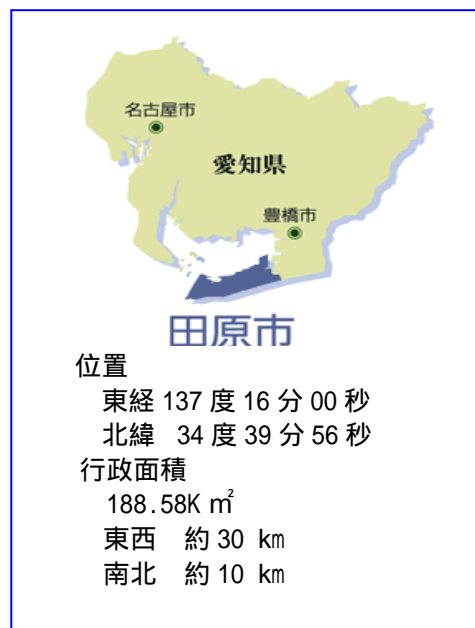 名古屋市
愛知県
豊橋市
田原市
位置
東経 137 度 16 分 00 秒
北緯 34 度 39 分 56 秒
行政面積
188.58K ㎡
東西 約 30 ㎞
南北 約 10 ㎞